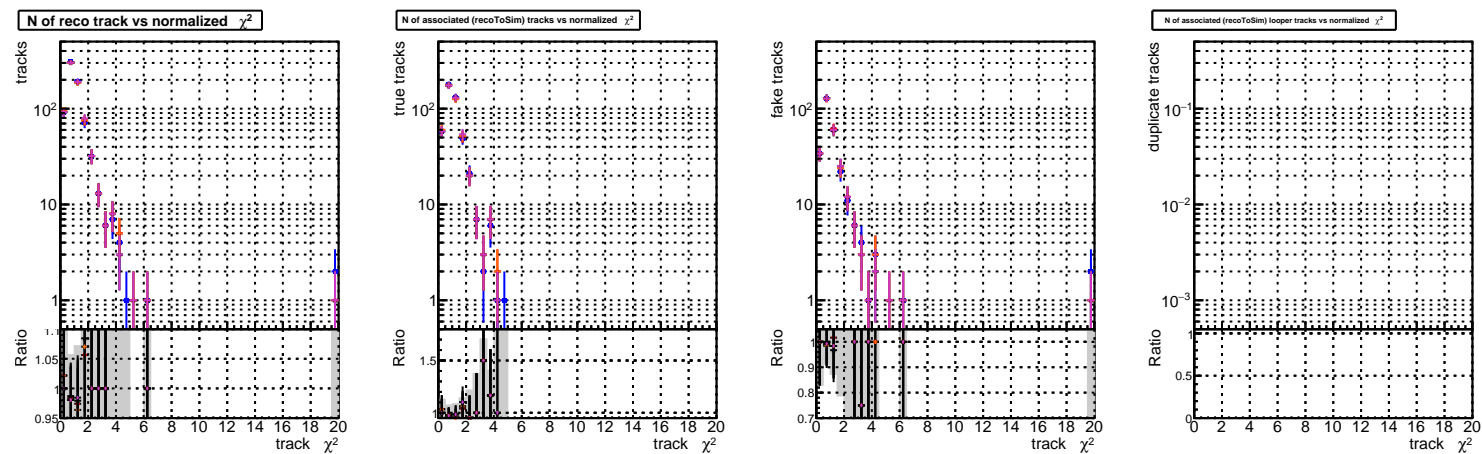 N of reco track vs normalized χ²
tracks
10²
10
1
Ratio
1.1
1.05
1
0.95
0 2 4 6 8 10 12 14 16 18 20
track χ²
N of associated (recoToSim) tracks vs normalized χ²
true tracks
10²
10
1
Ratio
1.5
1
0 2 4 6 8 10 12 14 16 18 20
track χ²
fake tracks
10²
10
1
Ratio
1
0.9
0.8
0.7
0 2 4 6 8 10 12 14 16 18 20
track χ²
N of associated (recoToSim) looper tracks vs normalized χ²
duplicate tracks
10⁻¹
10⁻²
10⁻³
Ratio
1
0.5
0
0 2 4 6 8 10 12 14 16 18 20
track χ²